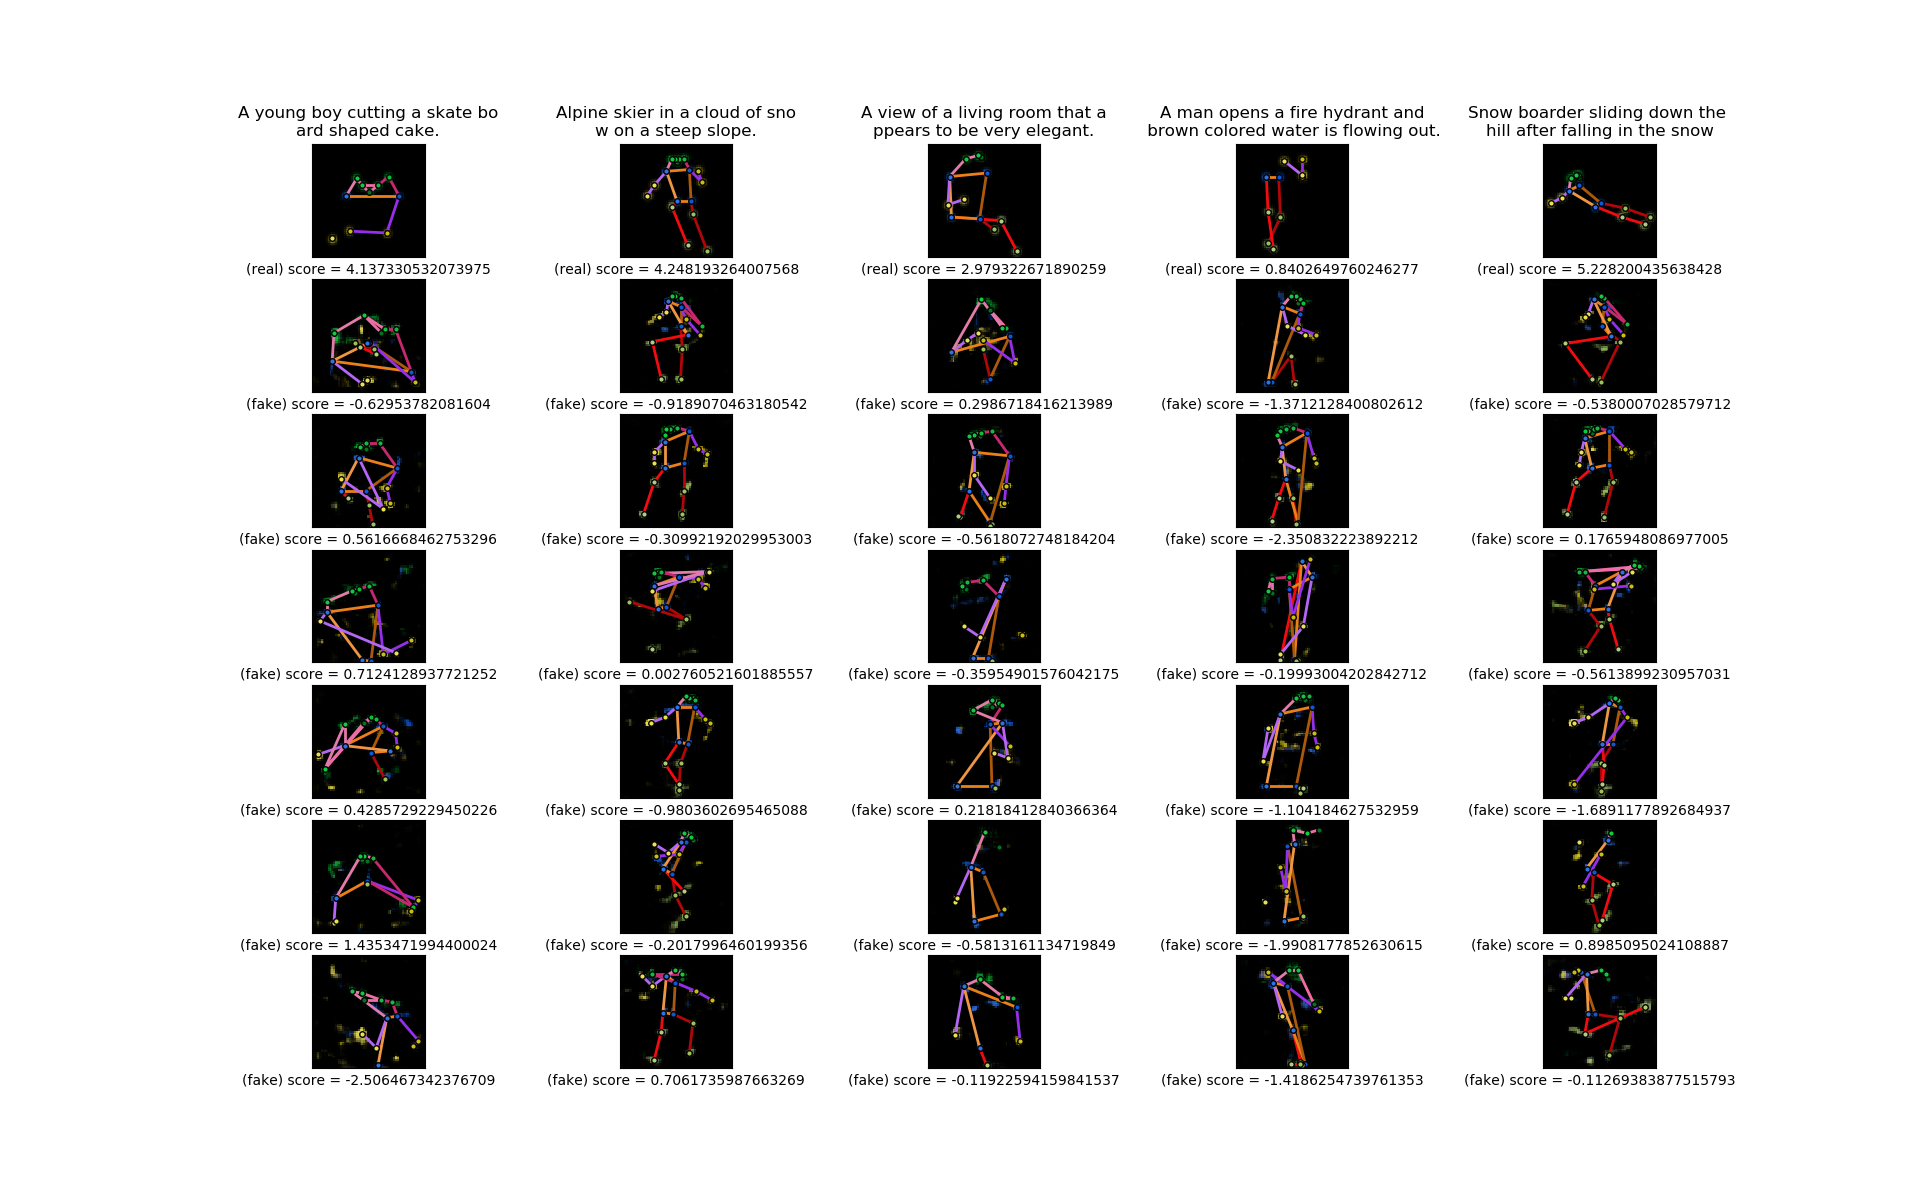 A young boy cutting a skate bo
ard shaped cake.
Alpine skier in a cloud of sno
w on a steep slope.
A view of a living room that a
ppears to be very elegant.
A man opens a fire hydrant and
brown colored water is flowing out.
Snow boarder sliding down the
hill after falling in the snow
(real) score = 4.137330532073975
(real) score = 4.248193264007568
(real) score = 2.979322671890259
(real) score = 0.8402649760246277
(real) score = 5.228200435638428
(fake) score = -0.62953782081604
(fake) score = -0.9189070463180542
(fake) score = 0.2986718416213989
(fake) score = -1.3712128400802612
(fake) score = -0.5380007028579712
(fake) score = 0.5616668462753296
(fake) score = -0.30992192029953003
(fake) score = -0.5618072748184204
(fake) score = -2.350832223892212
(fake) score = 0.1765948086977005
(fake) score = 0.7124128937721252
(fake) score = 0.002760521601885557
(fake) score = -0.35954901576042175
(fake) score = -0.19993004202842712
(fake) score = -0.5613899230957031
(fake) score = 0.4285729229450226
(fake) score = -0.9803602695465088
(fake) score = 0.21818412840366364
(fake) score = -1.104184627532959
(fake) score = -1.6891177892684937
(fake) score = 1.4353471994400024
(fake) score = -0.2017996460199356
(fake) score = -0.5813161134719849
(fake) score = -1.9908177852630615
(fake) score = 0.8985095024108887
(fake) score = -2.506467342376709
(fake) score = 0.7061735987663269
(fake) score = -0.11922594159841537
(fake) score = -1.4186254739761353
(fake) score = -0.11269383877515793